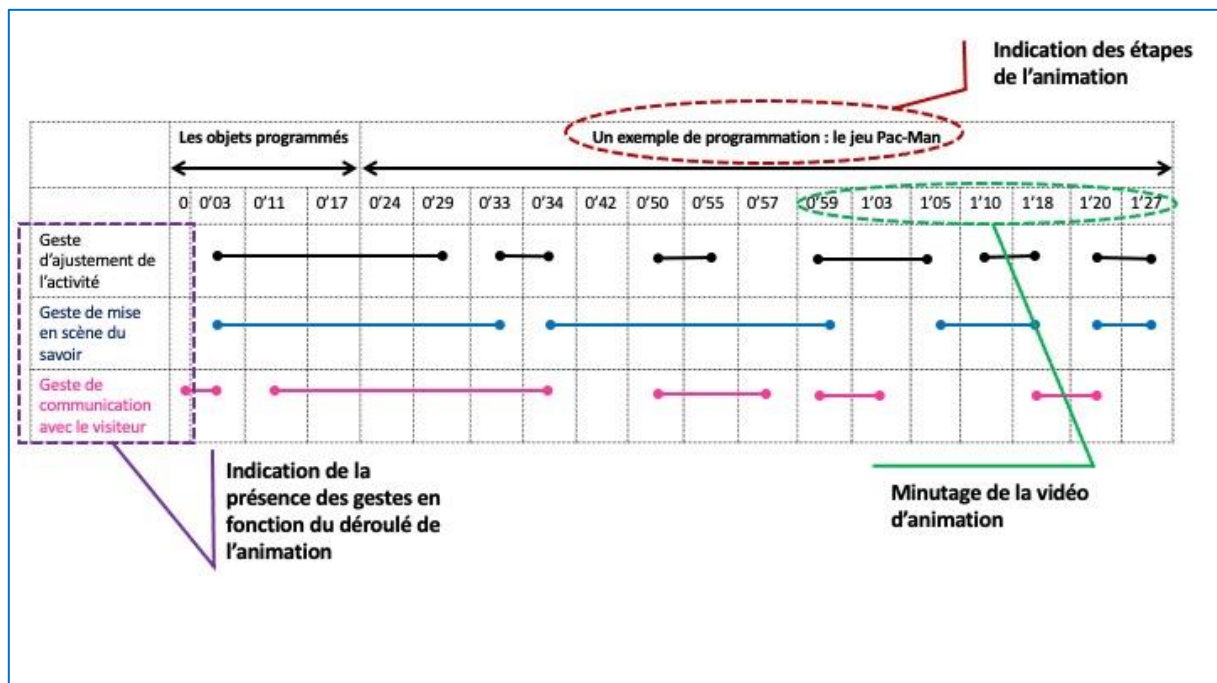 Indication des étapes
de l’animation
Les objets programmés
Un exemple de programmation : le jeu Pac-Man
0 0’03 0’11 0’17 0’24 0’29 0’33 0’34 0’42 0’50 0’55 0’57 0’59 1’03 1’05 1’10 1’18 1’20 1’27
Geste
d’ajustement de
l’activité
Geste de mise
en scène du
savoir
Geste de
communication
avec le visiteur
Indication de la
présence des gestes en
fonction du déroulé de
l’animation
Minutage de la vidéo
d’animation